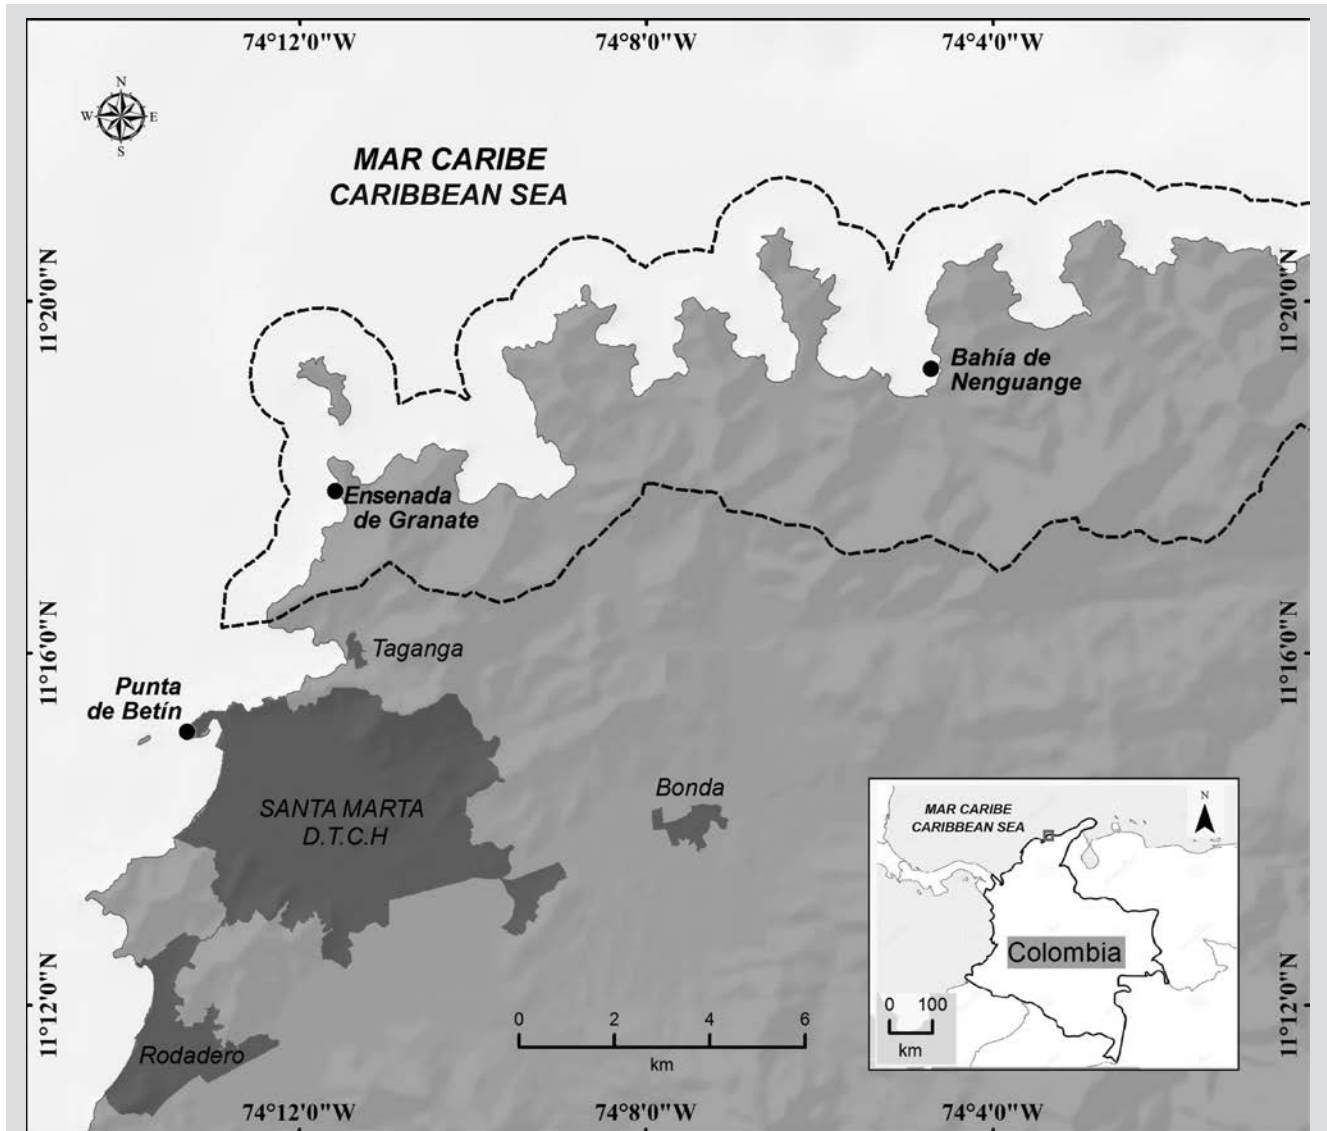 74°12'0"W
74°8'0"W
74°4'0"W
N
W
E
S
MAR CARIBE
CARIBBEAN SEA
11°20'0"N
11°20'0"N
Bahía de
Nenguange
Ensenada
de Granate
11°16'0"N
11°16'0"N
Taganga
Punta
de Betín
SANTA MARTA
D.T.C.H
Bonda
MAR CARIBE
CARIBBEAN SEA
N
Colombia
0 100
km
11°12'0"N
11°12'0"N
0 2 4 6
km
Rodadero
74°12'0"W
74°8'0"W
74°4'0"W